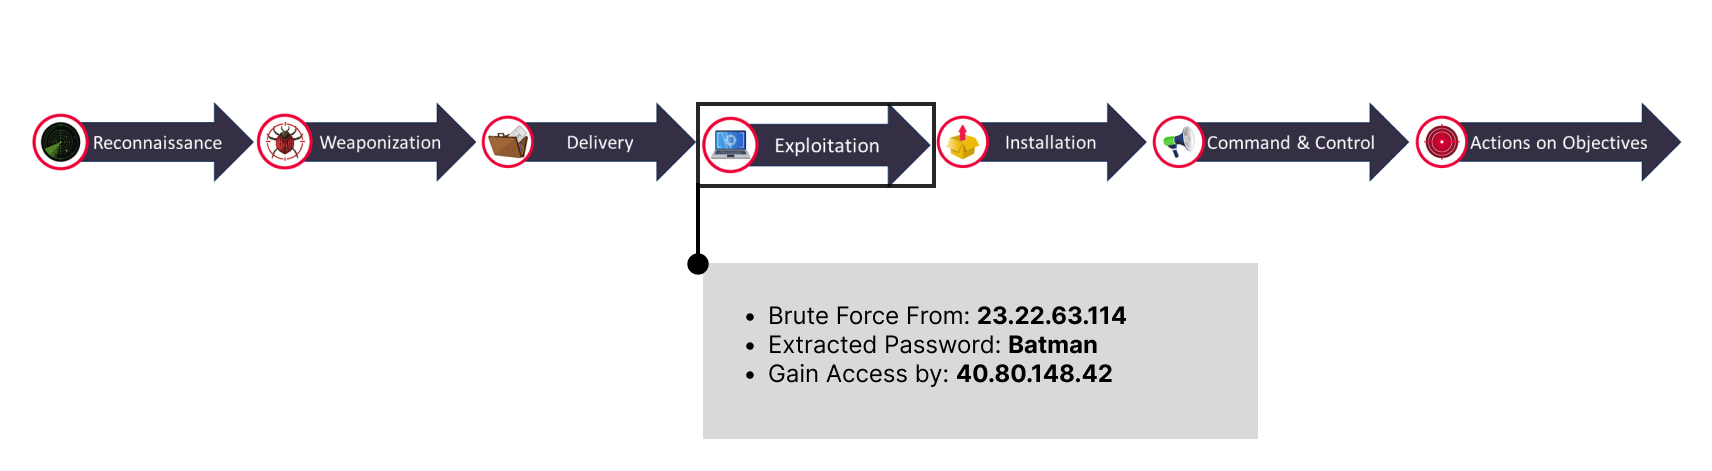 Reconnaissance
Weaponization
Delivery
Exploitation
Installation
Command & Control
Actions on Objectives
• Brute Force From: 23.22.63.114
• Extracted Password: Batman
• Gain Access by: 40.80.148.42